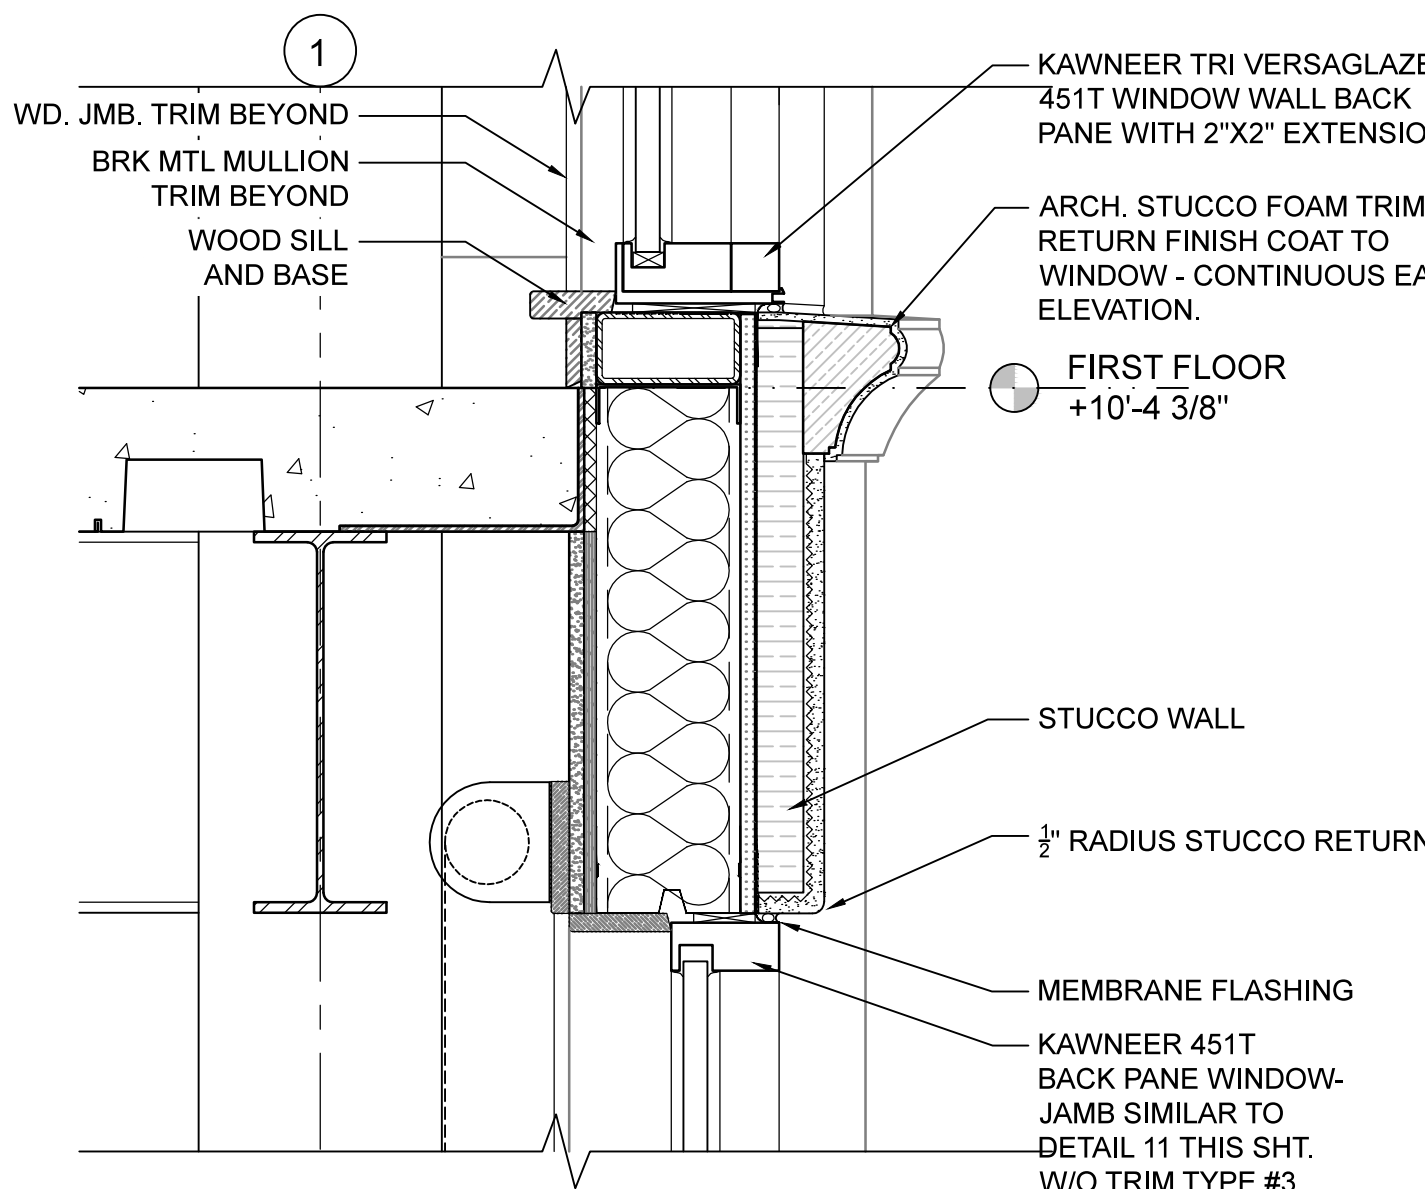 1
WD. JMB. TRIM BEYOND
BRK MTL MULLION
TRIM BEYOND
WOOD SILL
AND BASE
KAWNEER TRI VERSAGLAZE
451T WINDOW WALL BACK
PANE WITH 2"X2" EXTENSIO
ARCH. STUCCO FOAM TRIM
RETURN FINISH COAT TO
WINDOW - CONTINUOUS EA
ELEVATION.
FIRST FLOOR
+10'-4 3/8"
STUCCO WALL
½" RADIUS STUCCO RETURN
MEMBRANE FLASHING
KAWNEER 451T
BACK PANE WINDOW-
JAMB SIMILAR TO
DETAIL 11 THIS SHT.
W/O TRIM TYPE #3